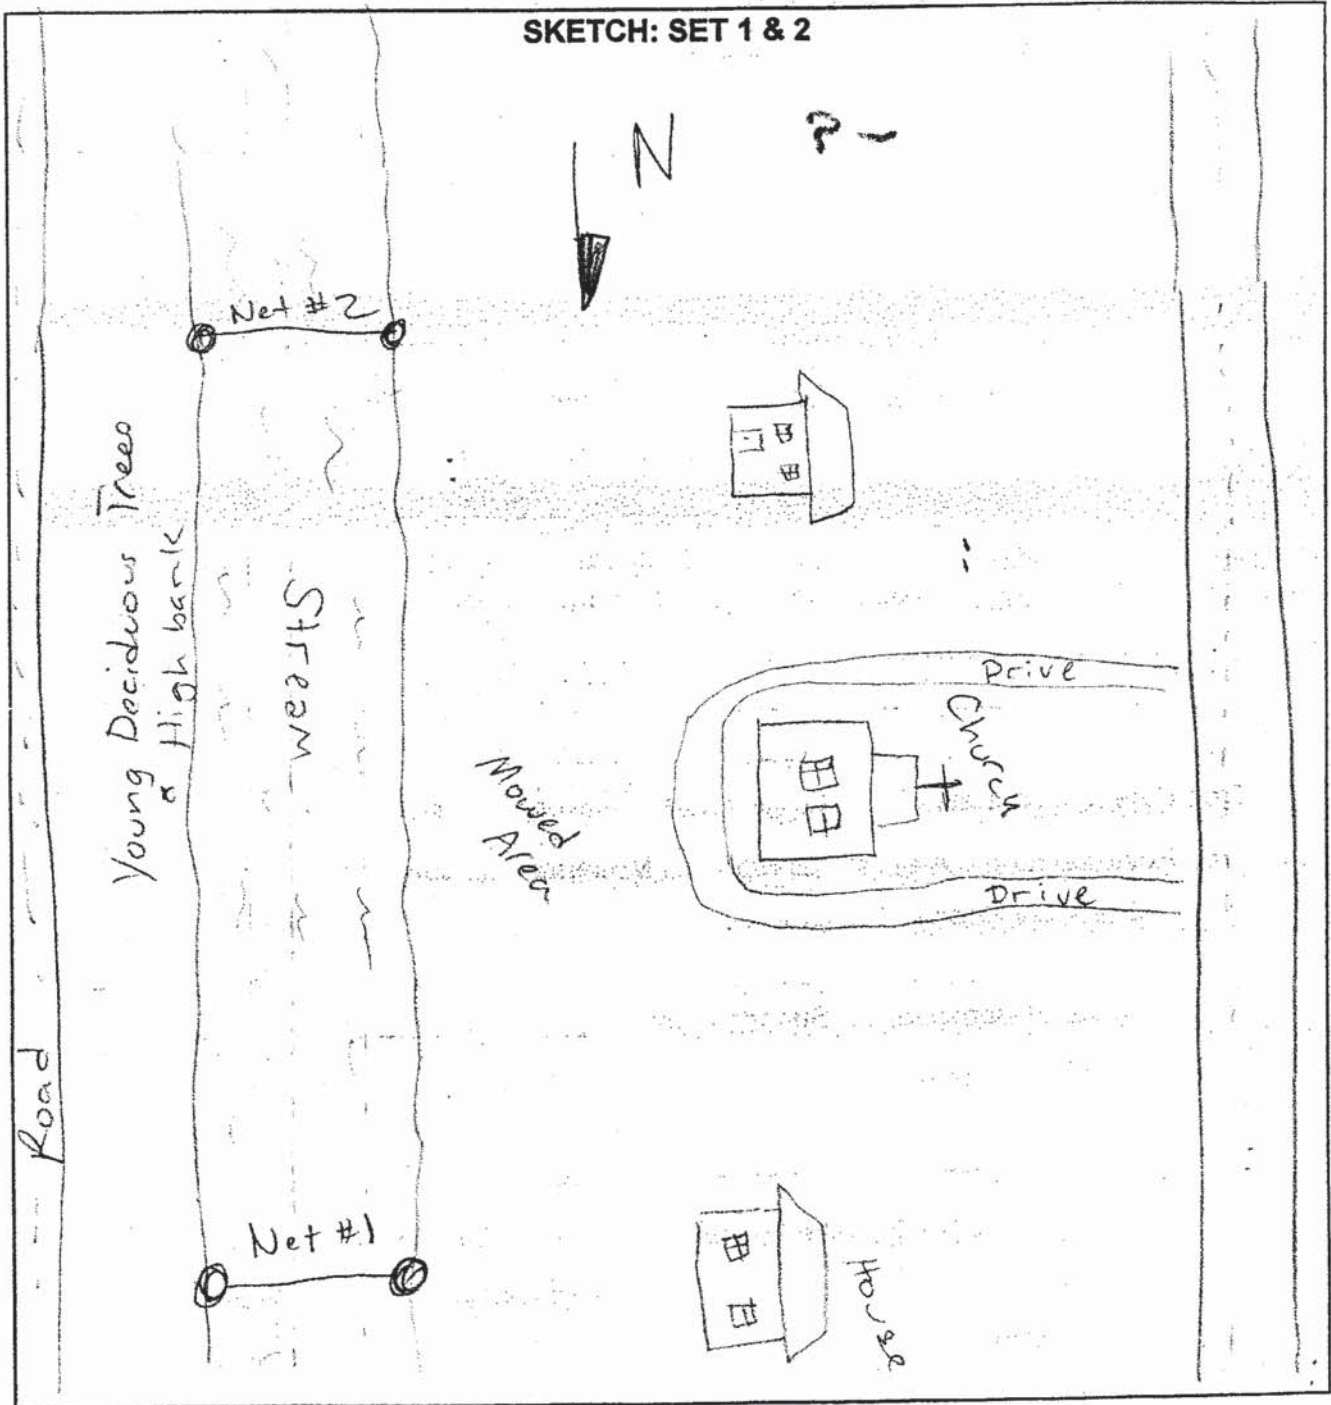 SKETCH: SET 1 & 2
N
Net #2
Young Deciduous Trees
& High bank
Stream
Mowed
Area
Drive
Church
Drive
Road
Net #1
House